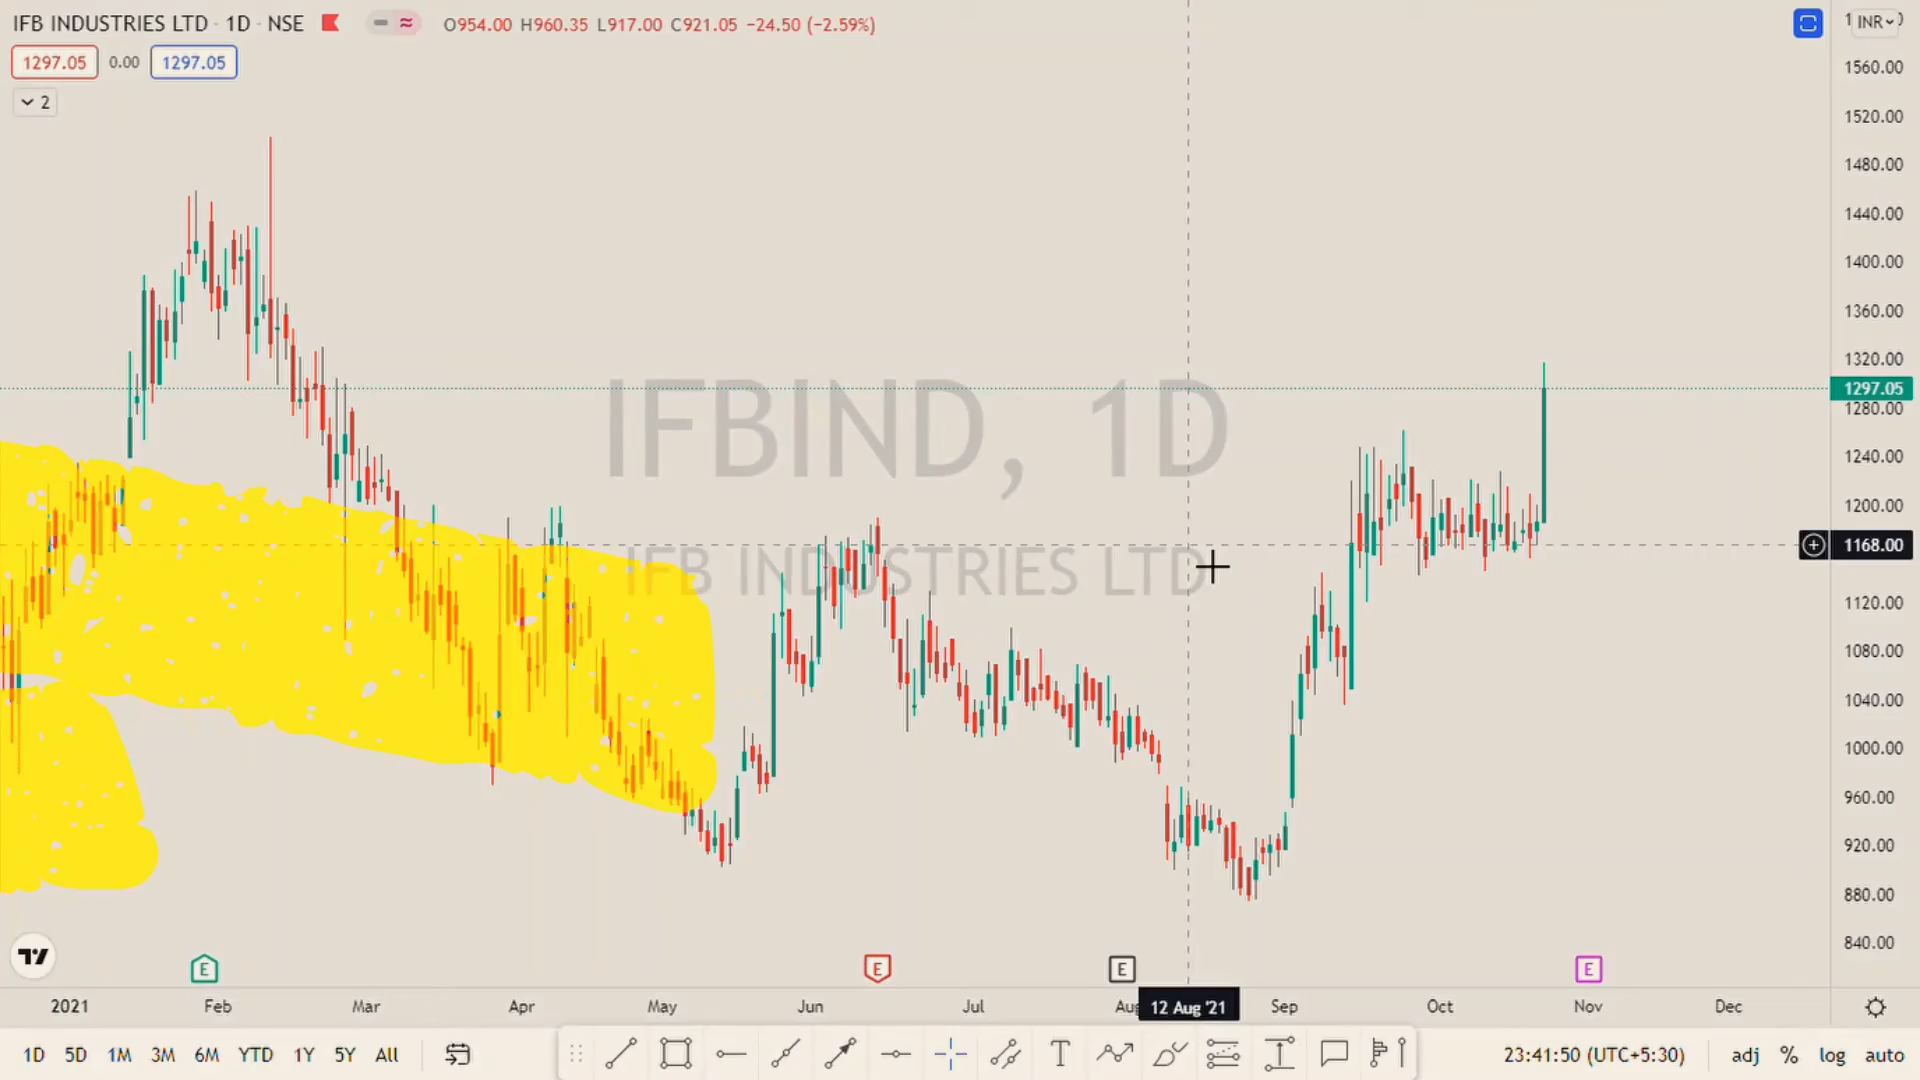 IFB INDUSTRIES LTD · 1D · NSE O954.00 H960.35 L917.00 C921.05 −24.50 (−2.59%)
1297.05 0.00 1297.05
2
INR
1560.00
1520.00
1480.00
1440.00
1400.00
1360.00
1320.00
1297.05
1280.00
1240.00
1200.00
1168.00
1120.00
1080.00
1040.00
1000.00
960.00
920.00
880.00
840.00
IFBIND, 1D
IFB INDUSTRIES LTD
E E E E
2021 Feb Mar Apr May Jun Jul Aug 12 Aug '21 Sep Oct Nov Dec
1D 5D 1M 3M 6M YTD 1Y 5Y All T 23:41:50 (UTC+5:30) adj % log auto